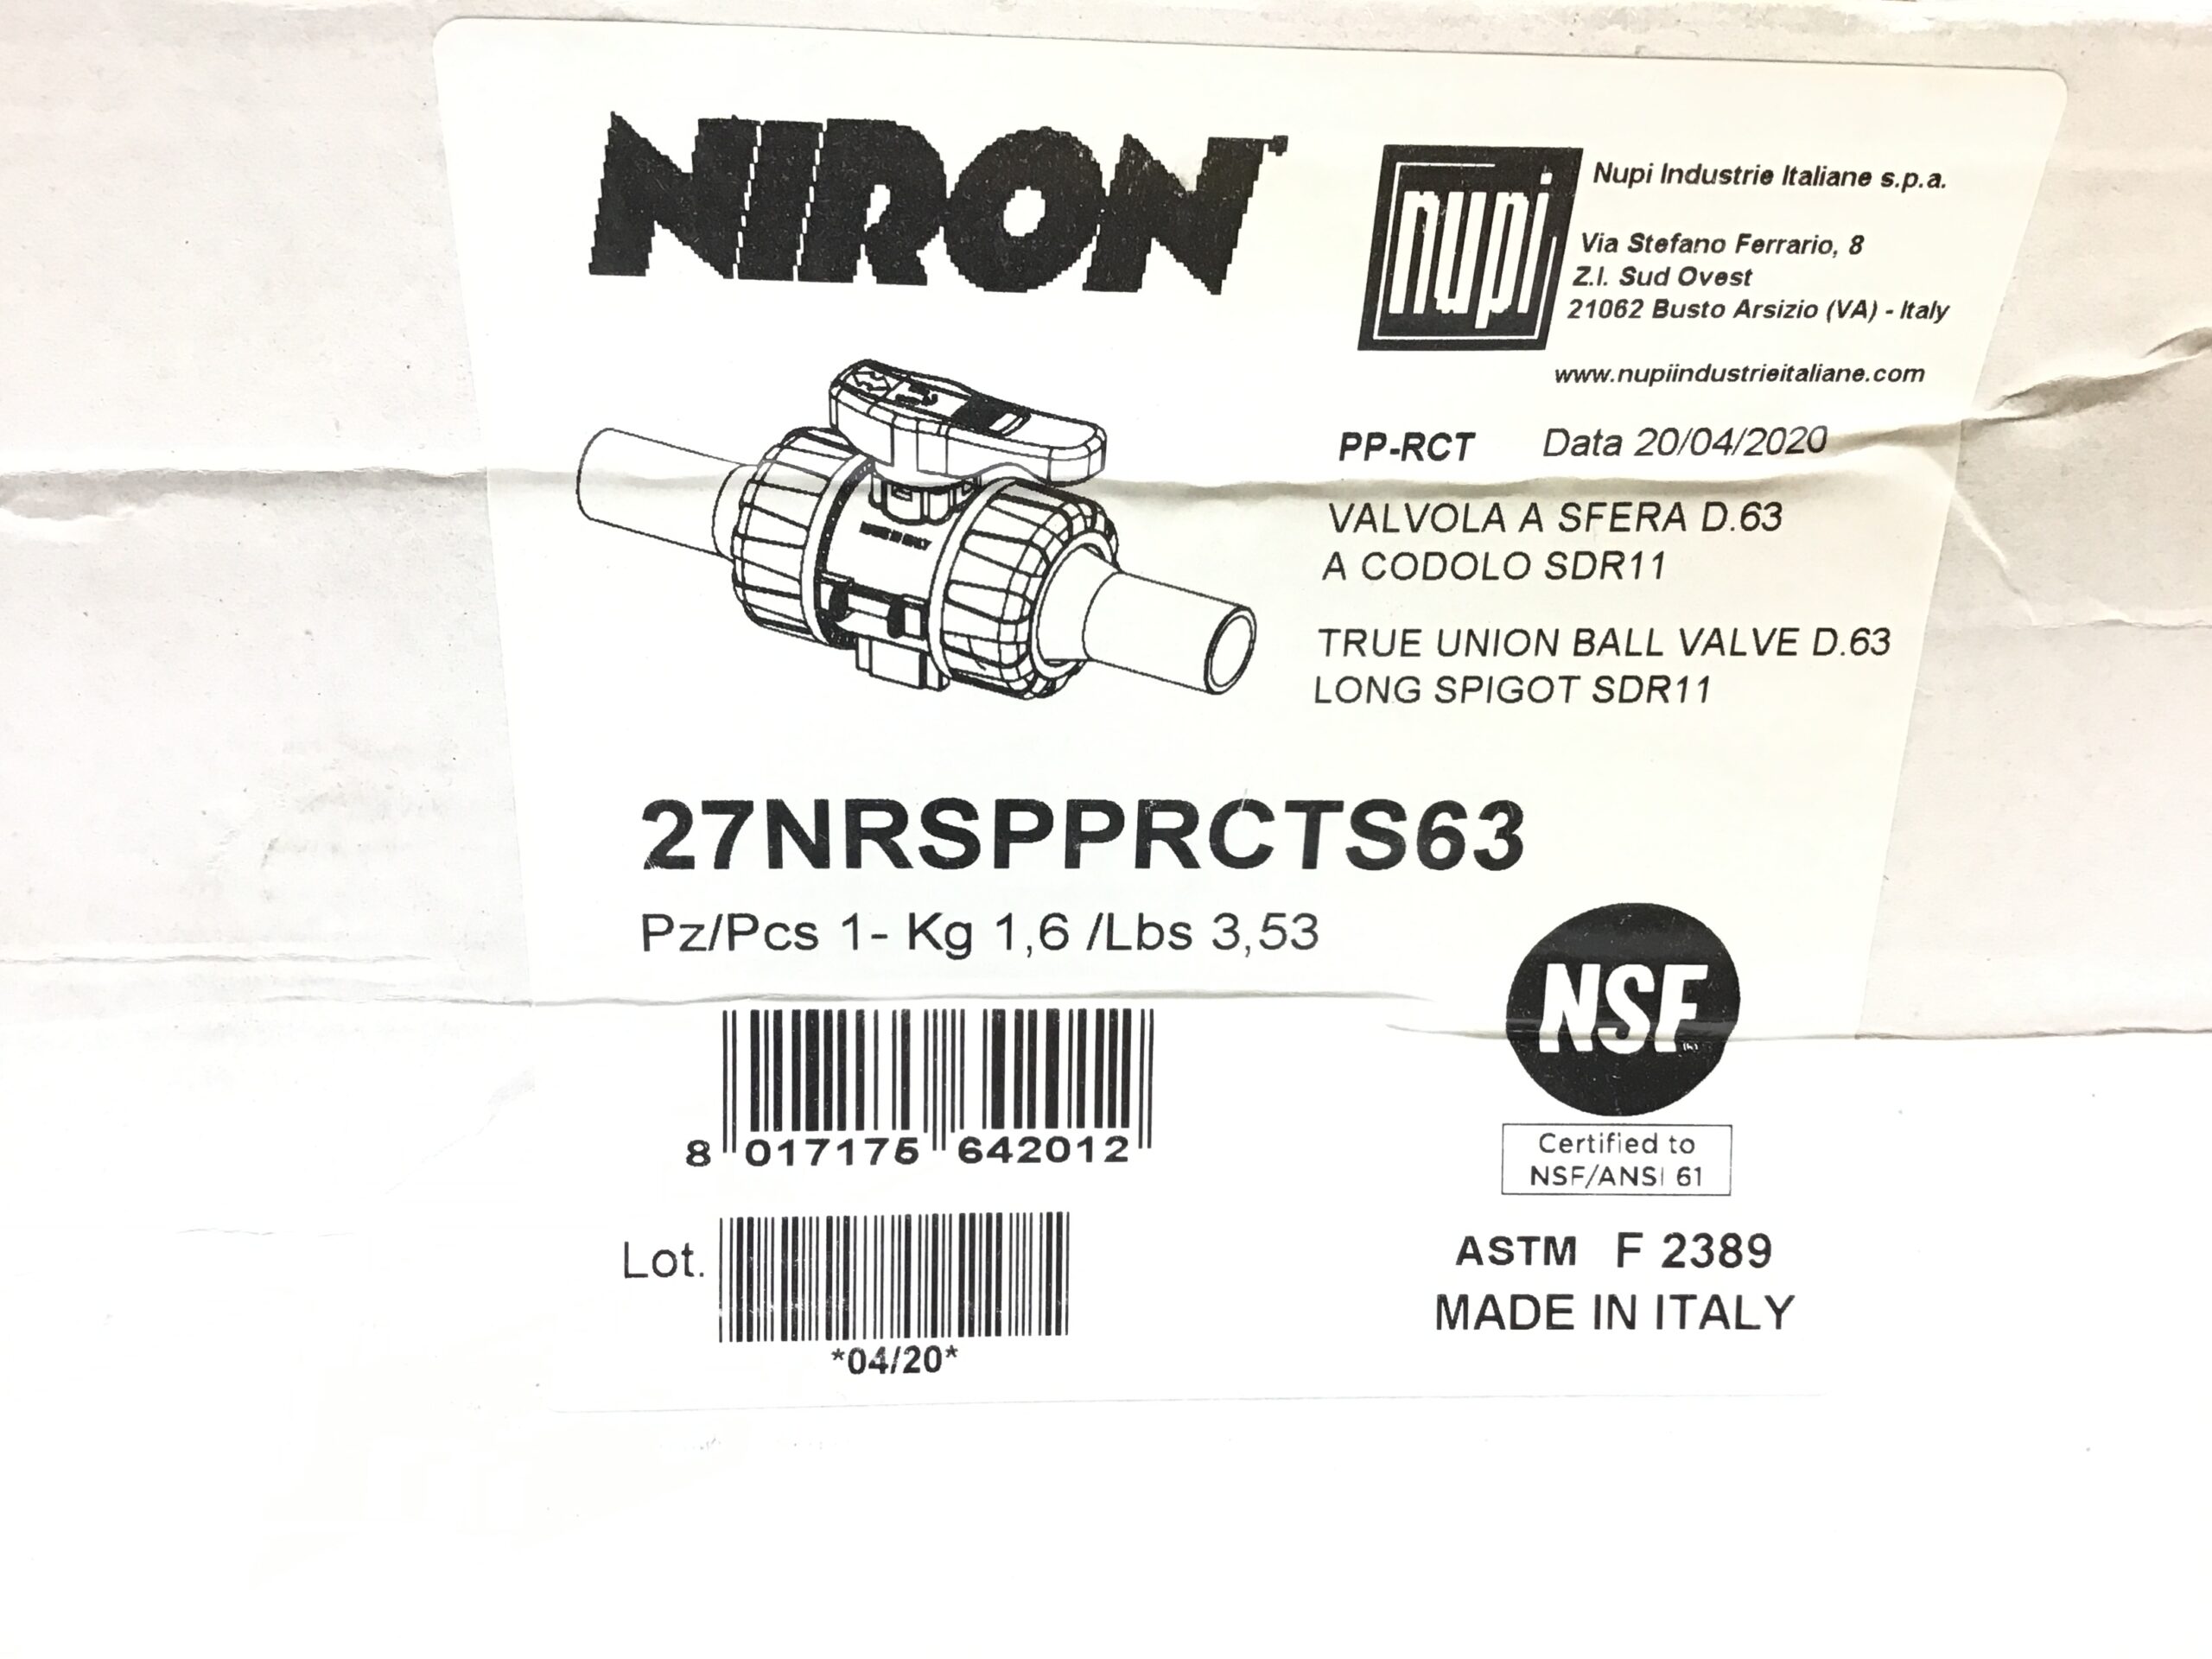 NIRON
nupi
Nupi Industrie Italiane s.p.a.
Via Stefano Ferrario, 8
Z.I. Sud Ovest
21062 Busto Arsizio (VA) - Italy
www.nupiindustrieitaliane.com
PP-RCT Data 20/04/2020
VALVOLA A SFERA D.63
A CODOLO SDR11
TRUE UNION BALL VALVE D.63
LONG SPIGOT SDR11
MADE IN ITALY
27NRSPPRCTS63
Pz/Pcs 1- Kg 1,6 /Lbs 3,53
8 017175 642012
NSF
Certified to
NSF/ANSI 61
Lot.
*04/20*
ASTM F 2389
MADE IN ITALY